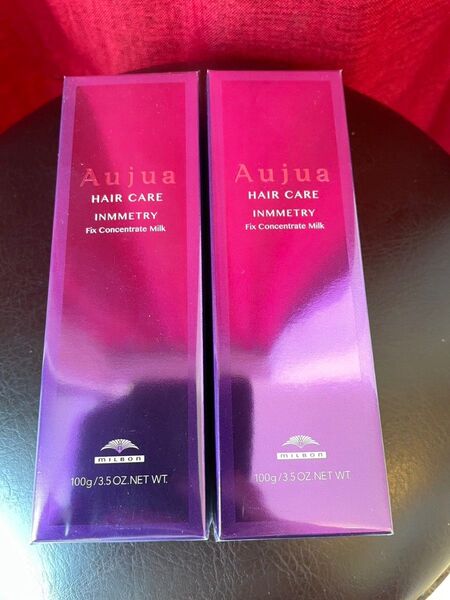 Aujua
HAIR CARE
INMMETRY
Fix Concentrate Milk
MILBON
100g/3.5 OZ. NET WT.
Aujua
HAIR CARE
INMMETRY
Fix Concentrate Milk
MILBON
100g/3.5 OZ. NET WT.